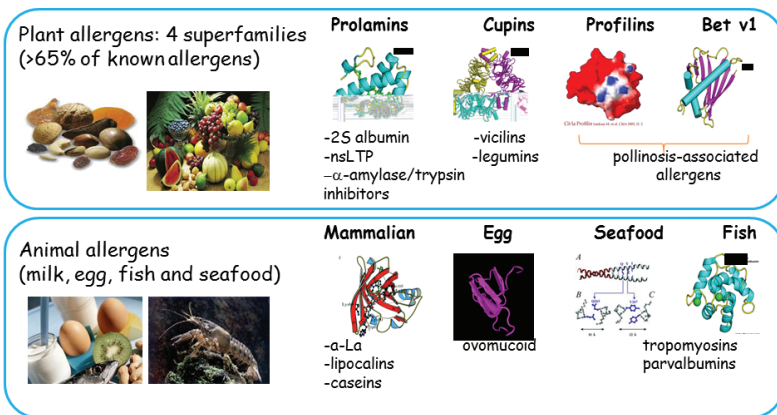 Plant allergens: 4 superfamilies
(>65% of known allergens)
Prolamins
Cupins
Profilins
Bet v1
-2S albumin
-nsLTP
–α-amylase/trypsin
inhibitors
-vicilins
-legumins
pollinosis-associated
allergens
Animal allergens
(milk, egg, fish and seafood)
Mammalian
Egg
Seafood
Fish
A
B
C
-a-La
-lipocalins
-caseins
ovomucoid
tropomyosins
parvalbumins